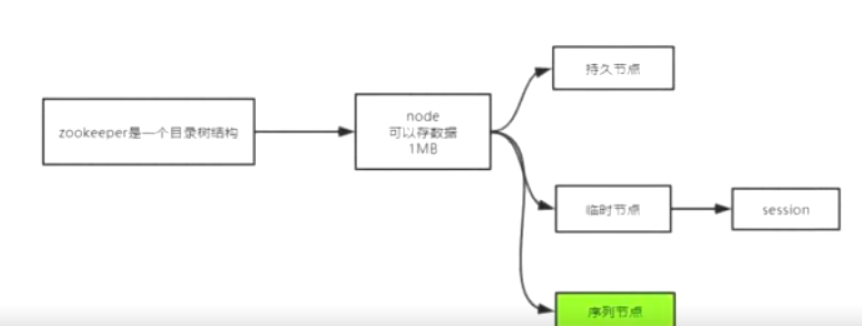 zookeeper是一个目录树结构
node
可以存数据
1MB
持久节点
临时节点
session
序列节点